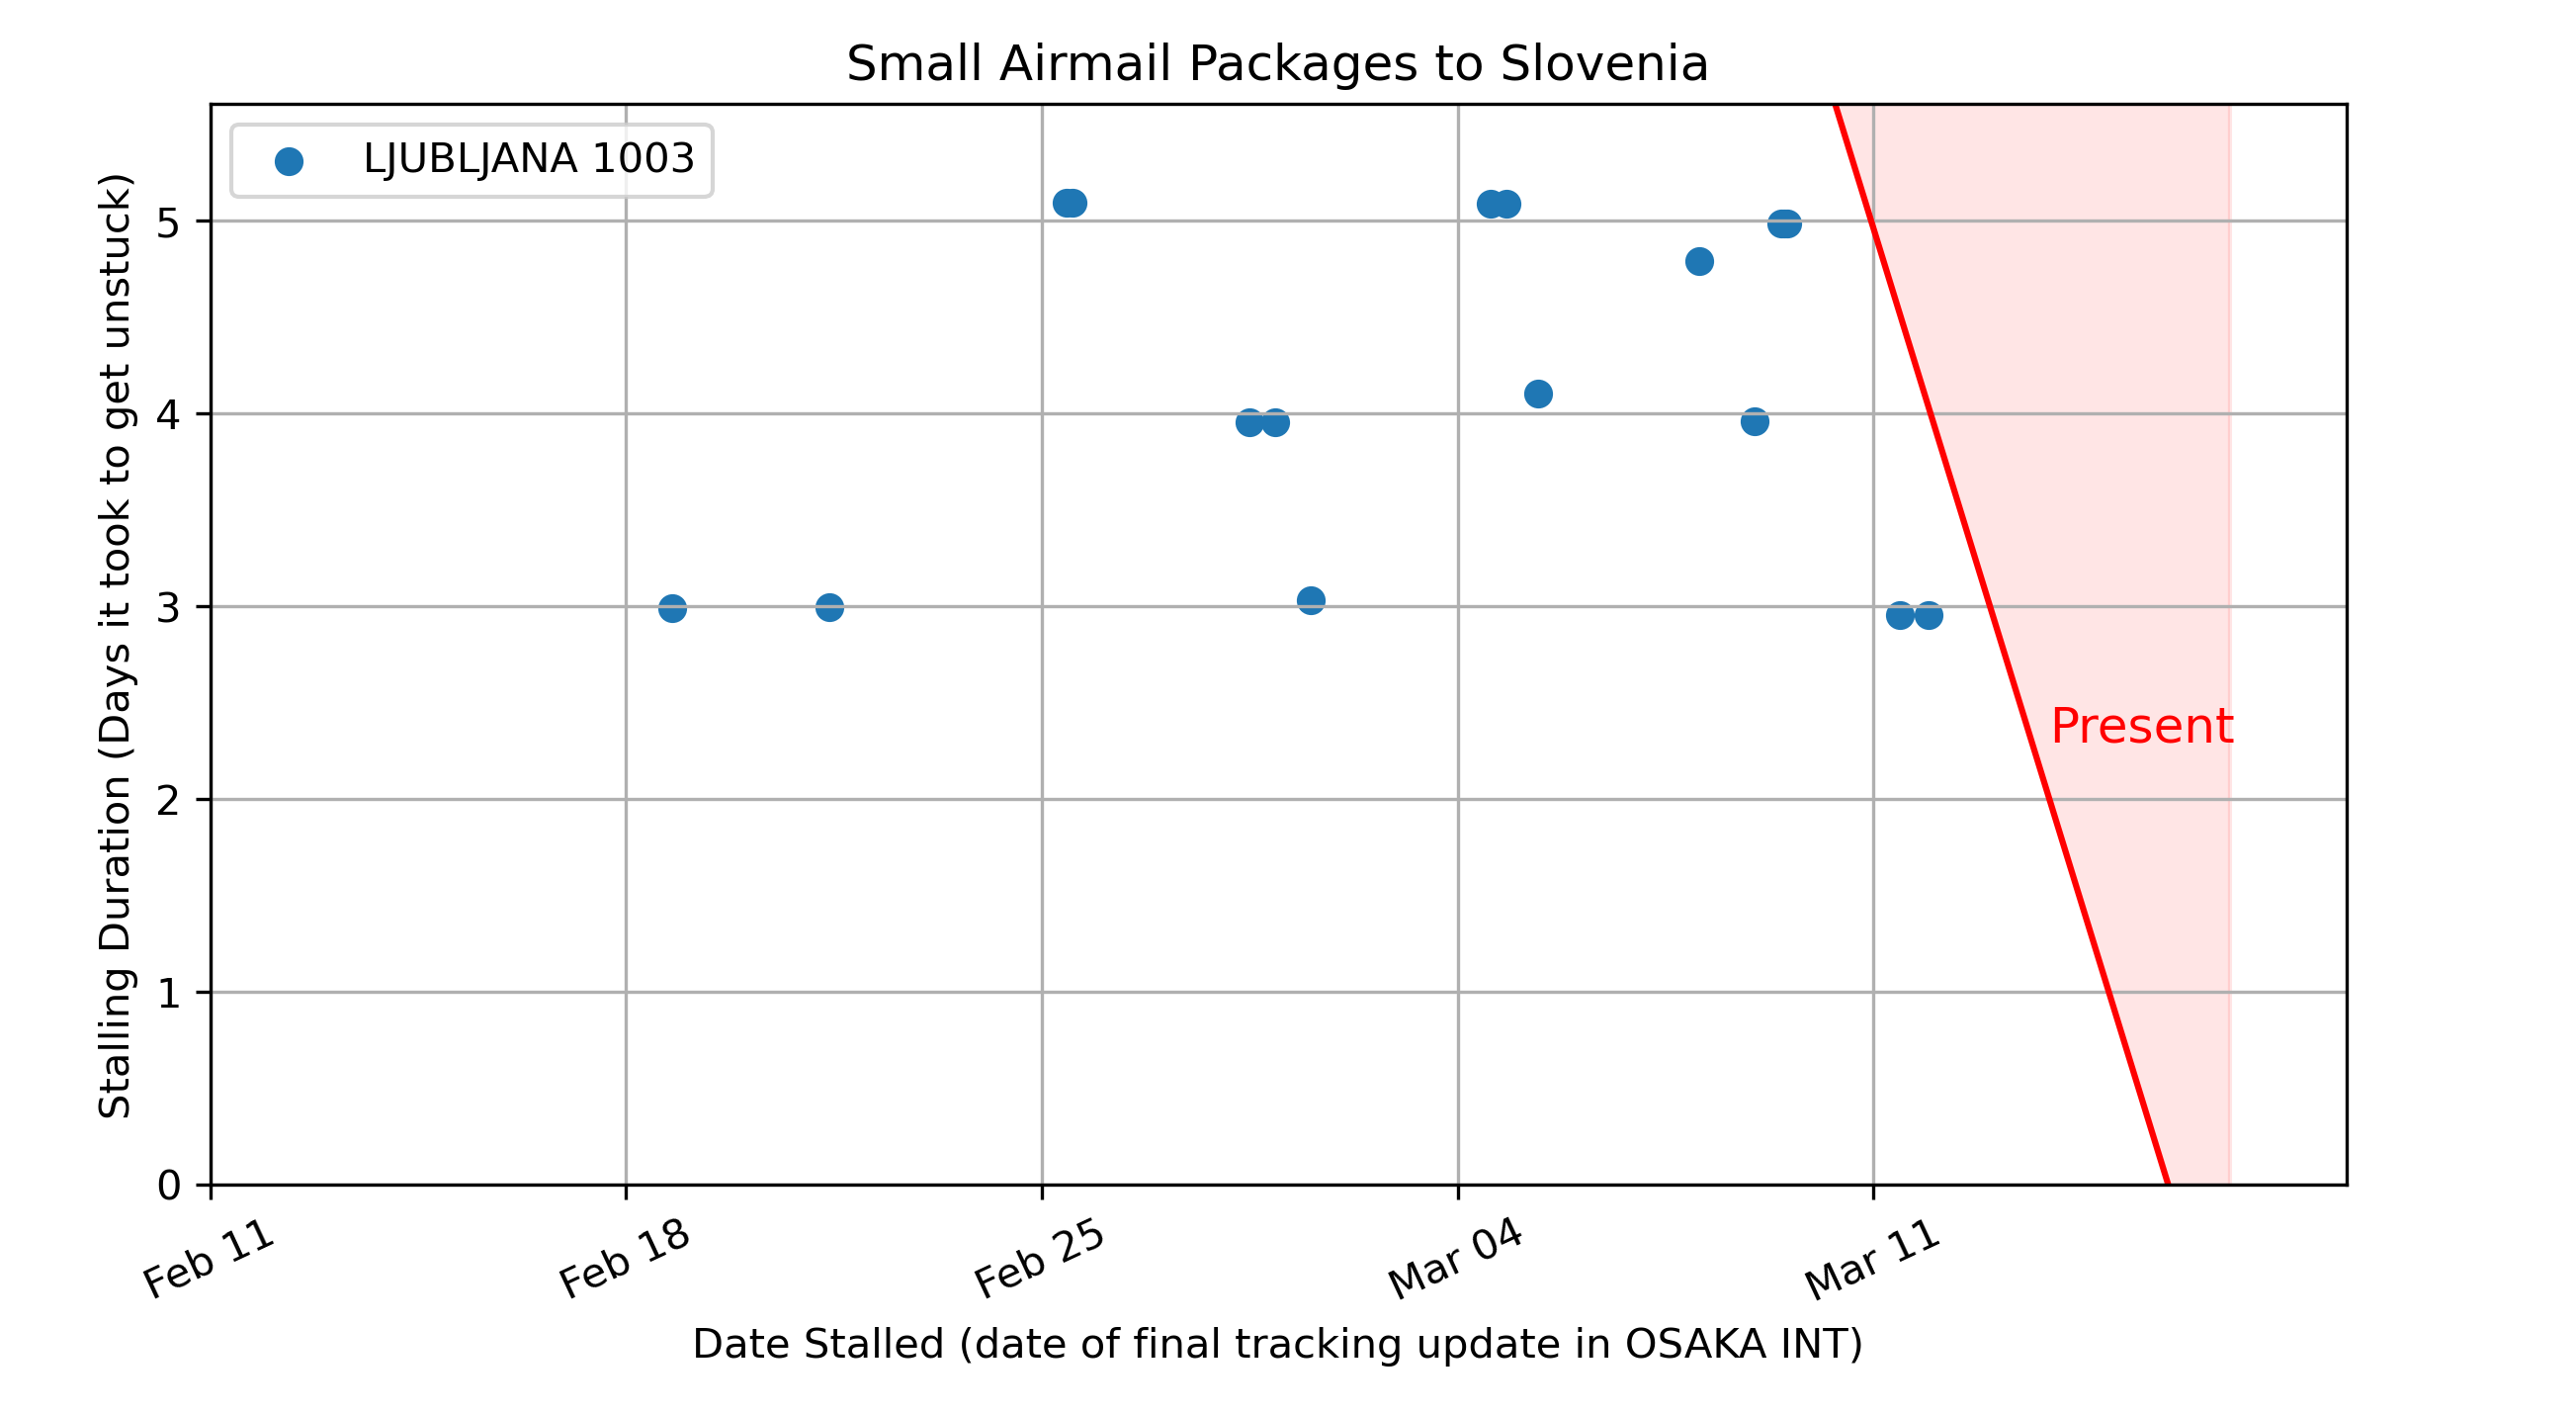 Small Airmail Packages to Slovenia
LJUBLJANA 1003
Stalling Duration (Days it took to get unstuck)
5
4
3
2
1
0
Present
Feb 11
Feb 18
Feb 25
Mar 04
Mar 11
Date Stalled (date of final tracking update in OSAKA INT)